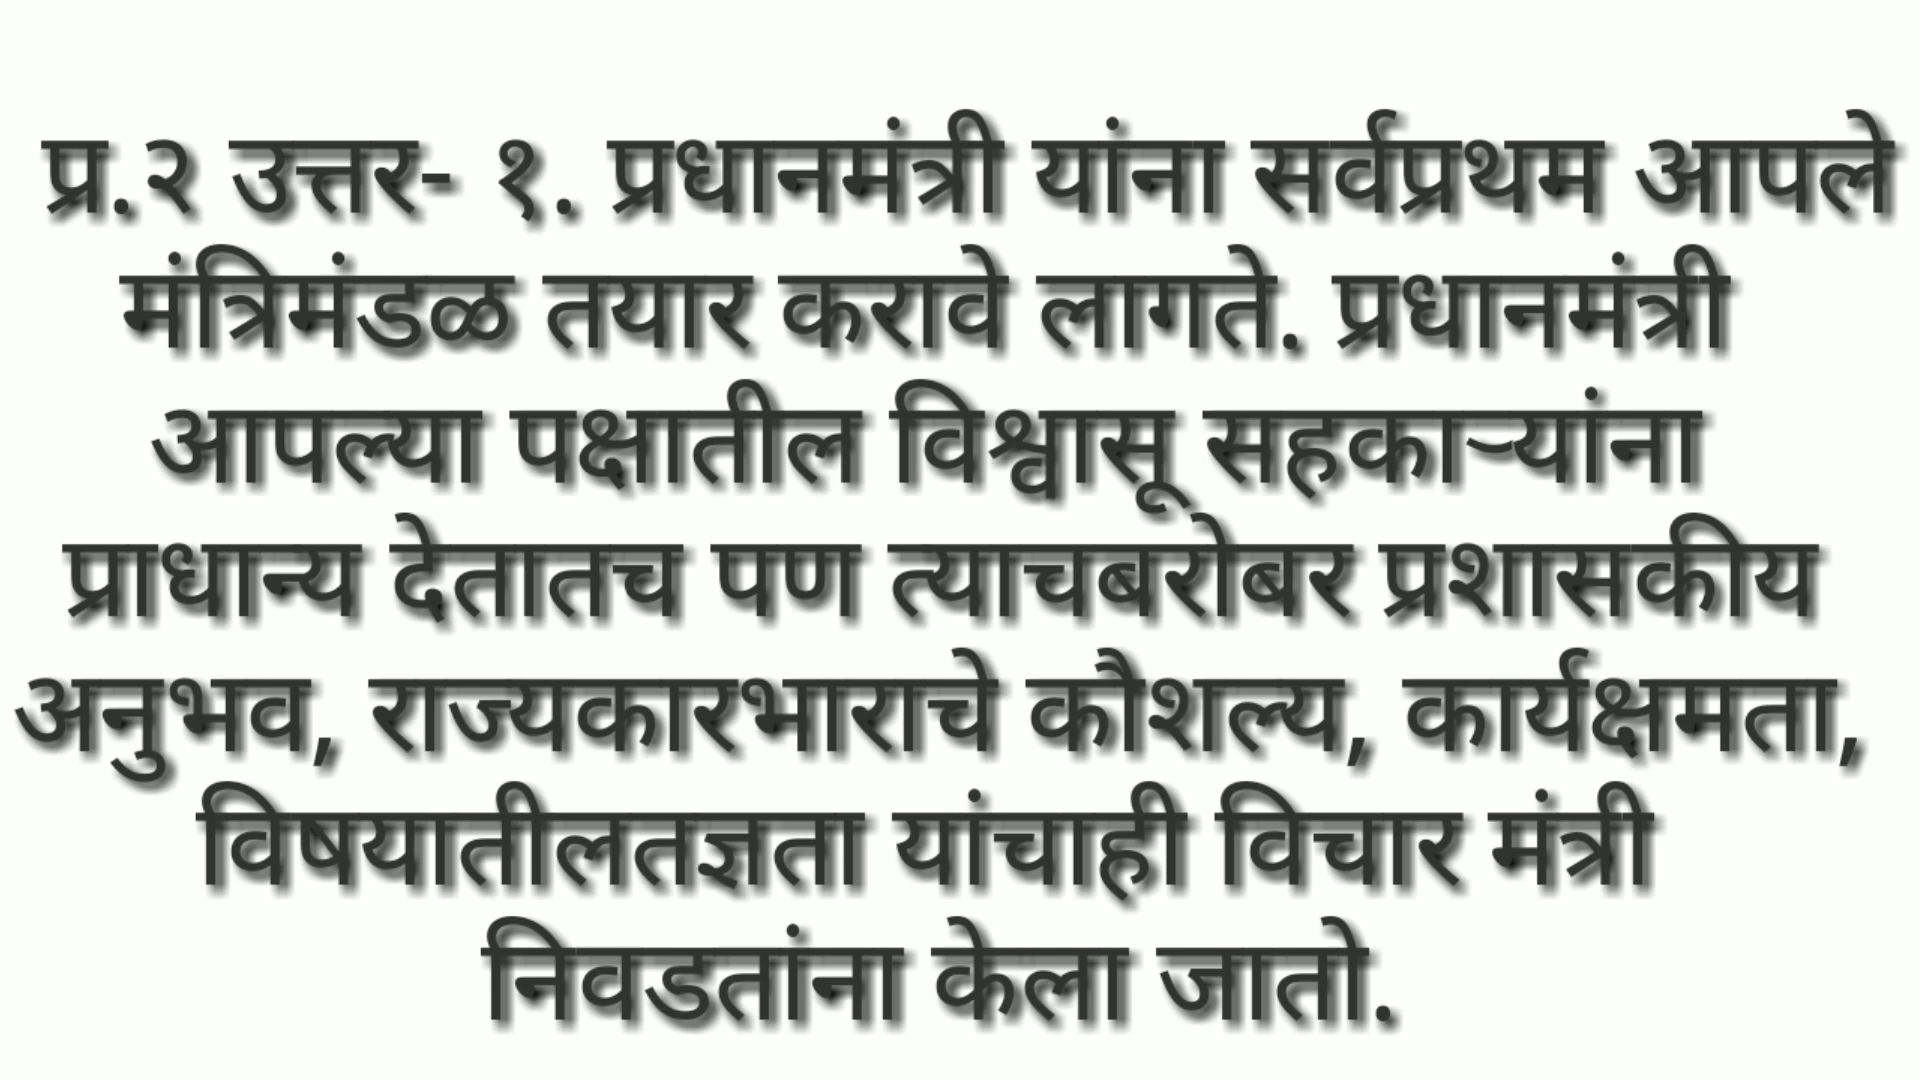 प्र.२ उत्तर- १. प्रधानमंत्री यांना सर्वप्रथम आपले
मंत्रिमंडळ तयार करावे लागते. प्रधानमंत्री
आपल्या पक्षातील विश्वासू सहकाऱ्यांना
प्राधान्य देतातच पण त्याचबरोबर प्रशासकीय
अनुभव, राज्यकारभाराचे कौशल्य, कार्यक्षमता,
विषयातीलतज्ञता यांचाही विचार मंत्री
निवडतांना केला जातो.